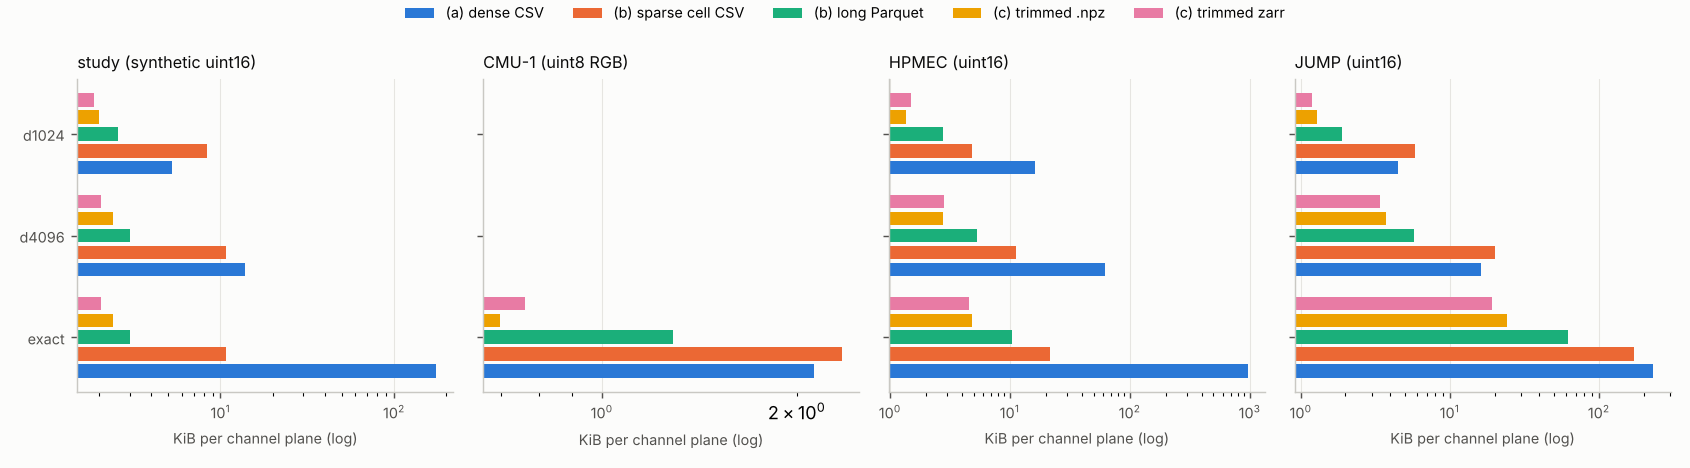 (a) dense CSV (b) sparse cell CSV (b) long Parquet (c) trimmed .npz (c) trimmed zarr
study (synthetic uint16) CMU-1 (uint8 RGB) HPMEC (uint16) JUMP (uint16)
d1024
d4096
exact
10¹ 10² 10⁰ 2 × 10⁰ 10⁰ 10¹ 10² 10³ 10⁰ 10¹ 10²
KiB per channel plane (log) KiB per channel plane (log) KiB per channel plane (log) KiB per channel plane (log)